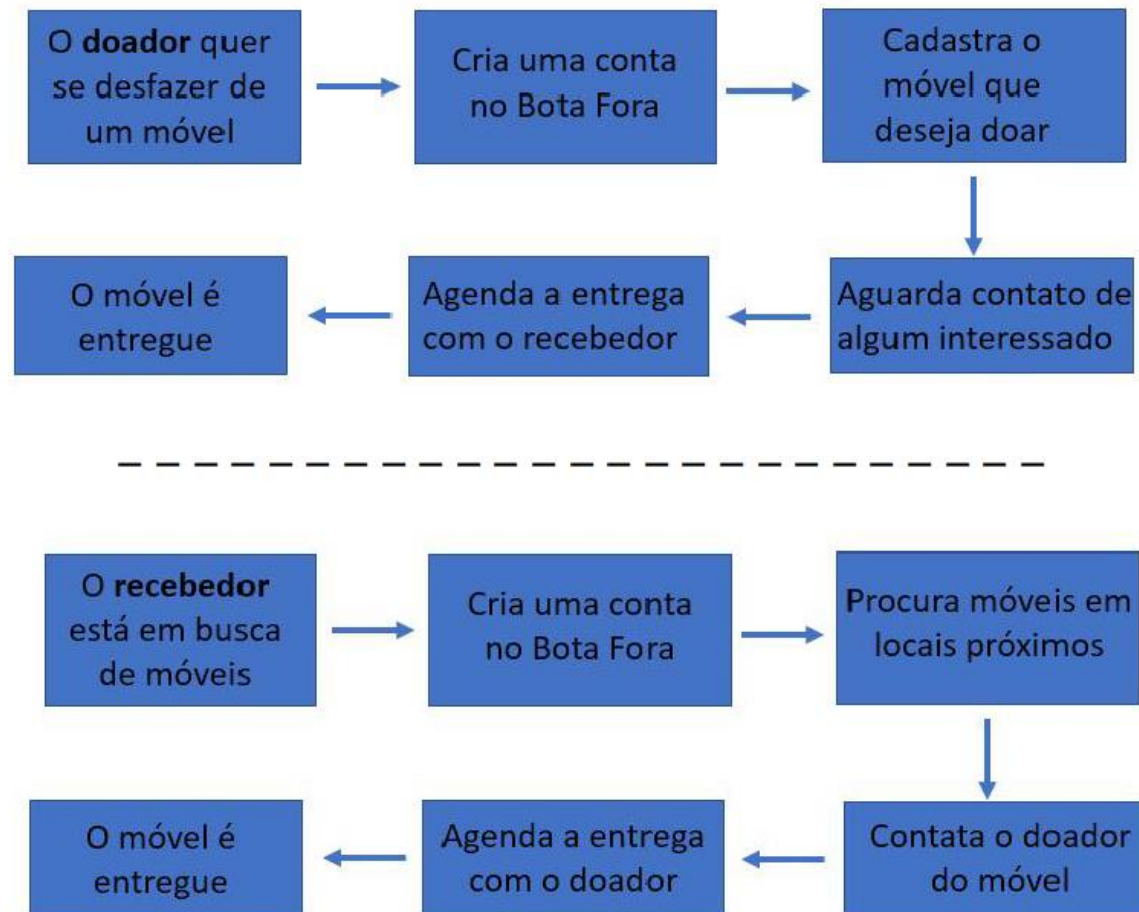 O doador quer
se desfazer de
um móvel
Cria uma conta
no Bota Fora
Cadastra o
móvel que
deseja doar
Aguarda contato de
algum interessado
Agenda a entrega
com o recebedor
O móvel é
entregue
O recebedor
está em busca
de móveis
Cria uma conta
no Bota Fora
Procura móveis em
locais próximos
Contata o doador
do móvel
Agenda a entrega
com o doador
O móvel é
entregue